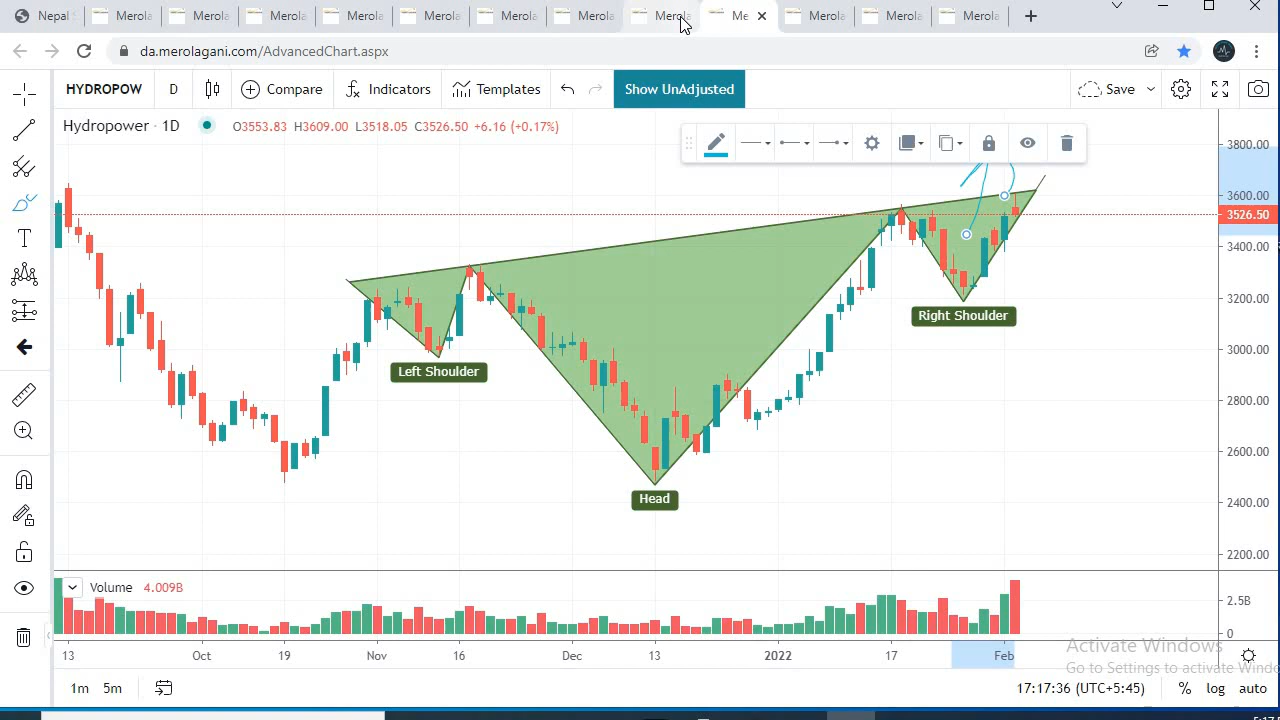 Nepal S
Merola
Merola
Merola
Merola
Merola
Merola
Merola
Merola
Me
Merola
Merola
Merola
da.merolagani.com/AdvancedChart.aspx
HYDROPOW D Compare Indicators Templates Show UnAdjusted Save
Hydropower · 1D O3553.83 H3609.00 L3518.05 C3526.50 +6.16 (+0.17%)
3800.00
3600.00
3526.50
3400.00
3200.00
3000.00
2800.00
2600.00
2400.00
2200.00
Right Shoulder
Left Shoulder
Head
Volume 4.009B
2.5B
0
13 Oct 19 Nov 16 Dec 13 2022 17 Feb
Activate Windows
Go to Settings to activate Windo
1m 5m 17:17:36 (UTC+5:45) % log auto